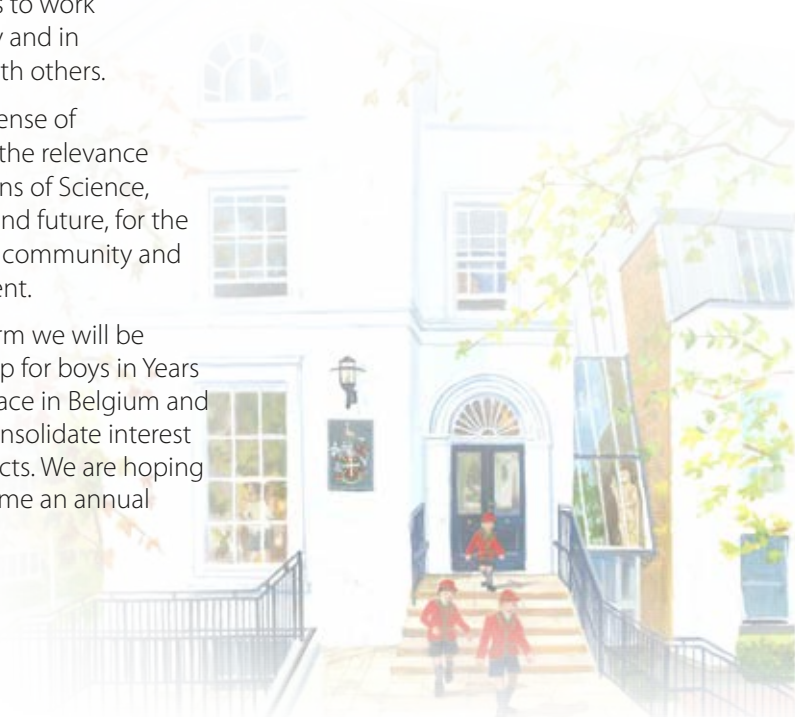 s to work
y and in
th others.
ense of
the relevance
ns of Science,
nd future, for the
community and
ent.
rm we will be
p for boys in Years
ace in Belgium and
nsolidate interest
cts. We are hoping
me an annual